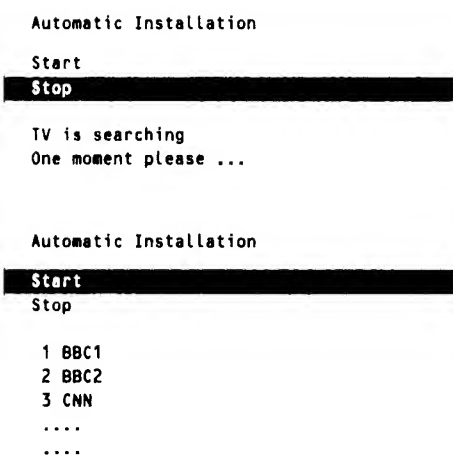 Automatic Installation
Start
Stop
TV is searching
One moment please ...
Automatic Installation
Start
Stop
1 BBC1
2 BBC2
3 CNN
....
....